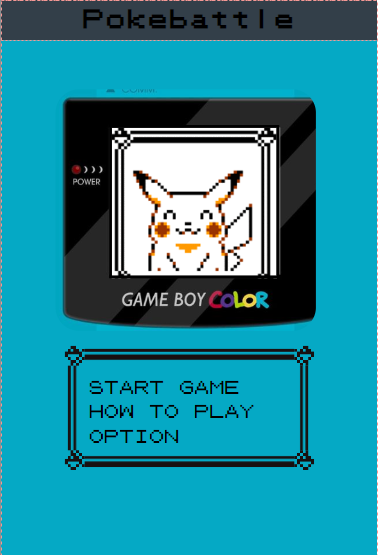 Pokebattle
POWER
GAME BOY COLOR
START GAME
HOW TO PLAY
OPTION